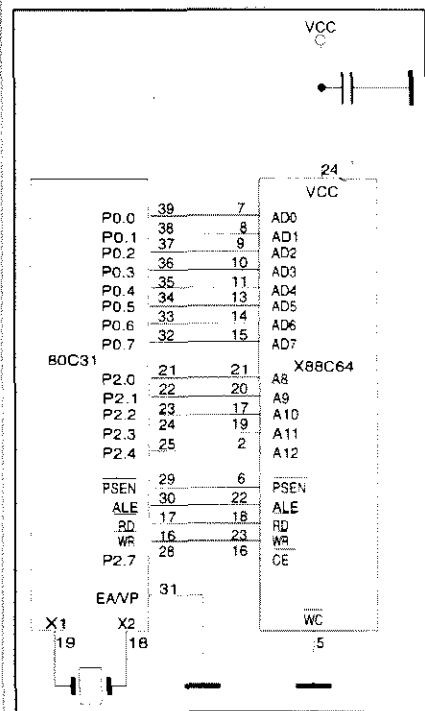 VCC
24
VCC
P0.0 39 7 AD0
P0.1 38 8 AD1
P0.2 37 9 AD2
P0.3 36 10 AD3
P0.4 35 11 AD4
P0.5 34 13 AD5
P0.6 33 14 AD6
P0.7 32 15 AD7
80C31 X88C64
P2.0 21 21 A8
P2.1 22 20 A9
P2.2 23 17 A10
P2.3 24 19 A11
P2.4 25 2 A12
PSEN 29 6 PSEN
ALE 30 22 ALE
RD 17 18 RD
WR 16 23 WR
P2.7 28 16 CE
EA/VP 31
X1 X2 WC
19 18 5